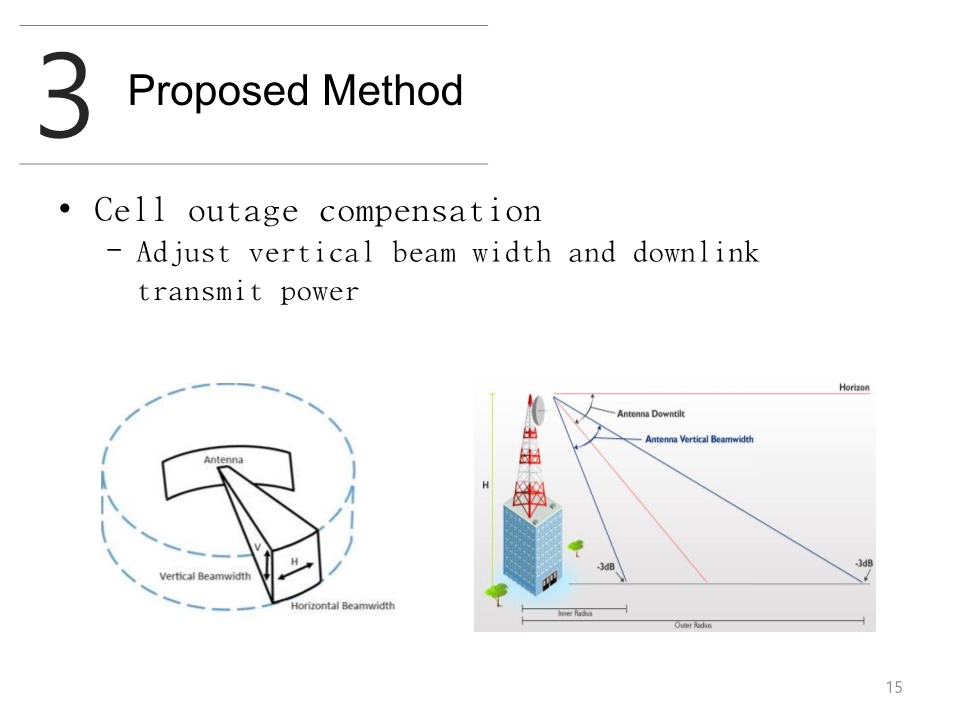 3
Proposed Method
• Cell outage compensation
– Adjust vertical beam width and downlink
transmit power
Antenna
V
H
Vertical Beamwidth
Horizontal Beamwidth
Horizon
Antenna Downtilt
Antenna Vertical Beamwidth
H
-3dB
-3dB
Inner Radius
Outer Radius
15